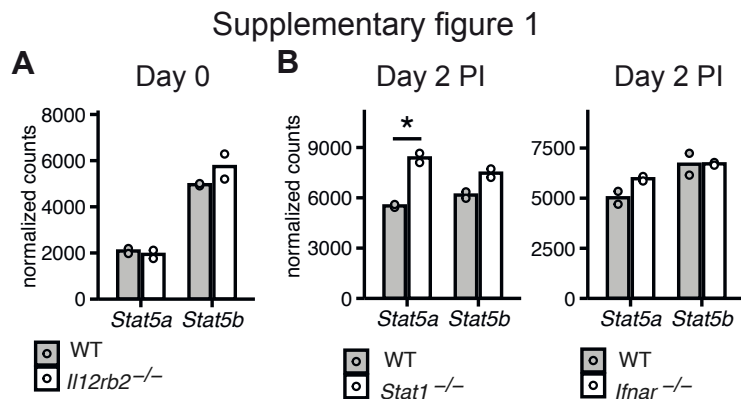 Supplementary figure 1
A
Day 0
normalized counts
8000
6000
4000
2000
0
Stat5a Stat5b
WT
Il12rb2 –/–
B
Day 2 PI
normalized counts
9000
6000
3000
0
*
Stat5a Stat5b
WT
Stat1 –/–
Day 2 PI
7500
5000
2500
0
Stat5a Stat5b
WT
Ifnar –/–